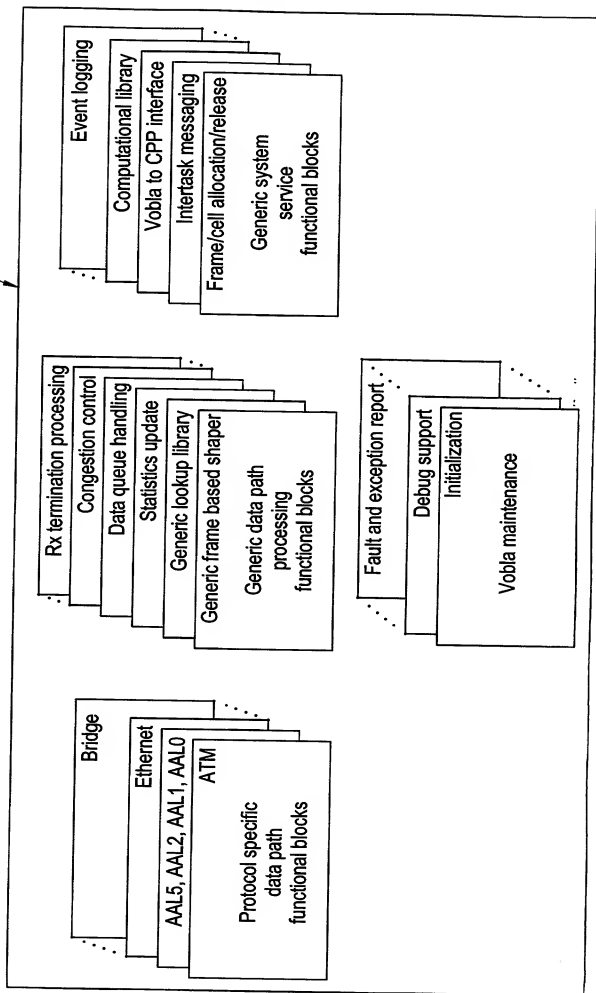 Bridge
Ethernet
AAL5, AAL2, AAL1, AAL0
ATM
Protocol specific
data path
functional blocks
Rx termination processing
Congestion control
Data queue handling
Statistics update
Generic lookup library
Generic frame based shaper
Generic data path
processing
functional blocks
Event logging
Computational library
Vobla to CPP interface
Intertask messaging
Frame/cell allocation/release
Generic system
service
functional blocks
Fault and exception report
Debug support
Initialization
Vobla maintenance